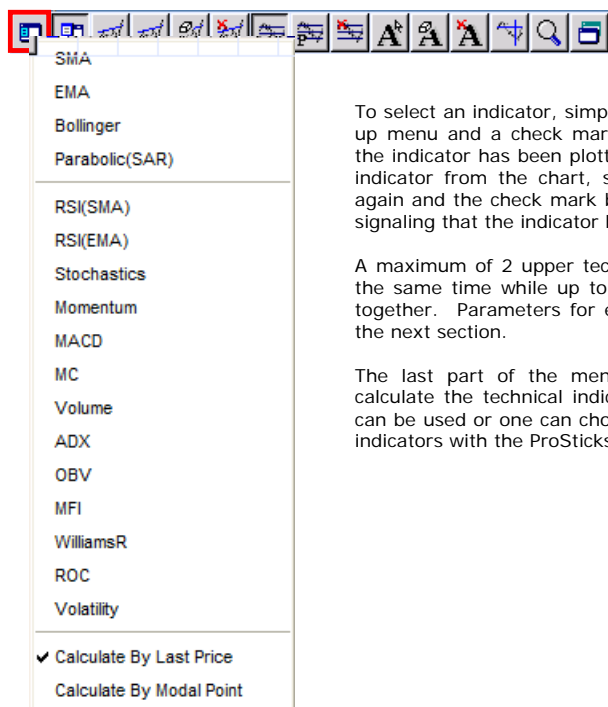 SMA
EMA
Bollinger
Parabolic(SAR)
RSI(SMA)
RSI(EMA)
Stochastics
Momentum
MACD
MC
Volume
ADX
OBV
MFI
WilliamsR
ROC
Volatility
Calculate By Last Price
Calculate By Modal Point
To select an indicator, simp
up menu and a check mar
the indicator has been plott
indicator from the chart, s
again and the check mark b
signaling that the indicator
A maximum of 2 upper tec
the same time while up to
together. Parameters for e
the next section.
The last part of the men
calculate the technical indic
can be used or one can cho
indicators with the ProSticks